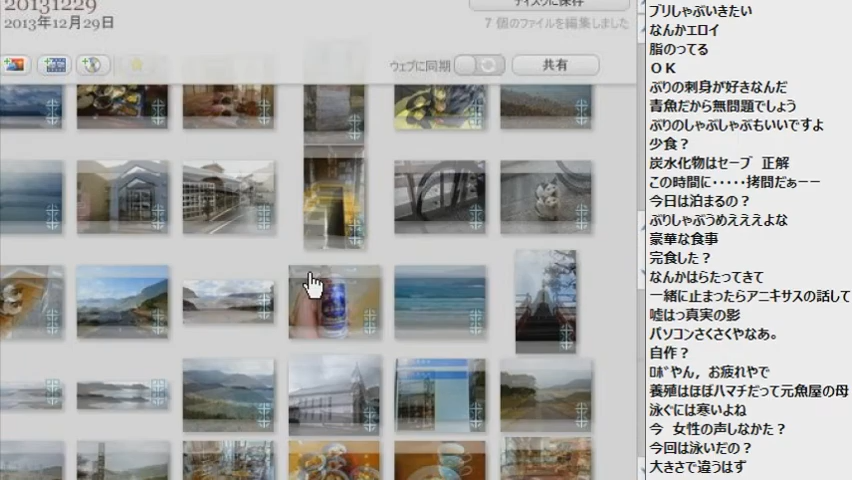 20131229
2013年12月29日
ディスクに保存
7 個のファイルを編集しました
ウェブに同期
共有
ブリしゃぶいきたい
なんかエロイ
脂のってる
ＯＫ
ぶりの刺身が好きなんだ
青魚だから無問題でしょう
ぶりのしゃぶしゃぶもいいですよ
少食？
炭水化物はセーブ　正解
この時間に・・・・・拷問だぁーー
今日は泊まるの？
ぶりしゃぶうめえええよな
豪華な食事
完食した？
なんかはらたってきて
一緒に止まったらアニキサスの話して
嘘はっ真実の影
パソコンさくさくやなあ。
自作？
ﾛﾎﾞやん，お疲れやで
養殖はほぼハマチだって元魚屋の母
泳ぐには寒いよね
今　女性の声しなかた？
今回は泳いだの？
大きさで違うはず